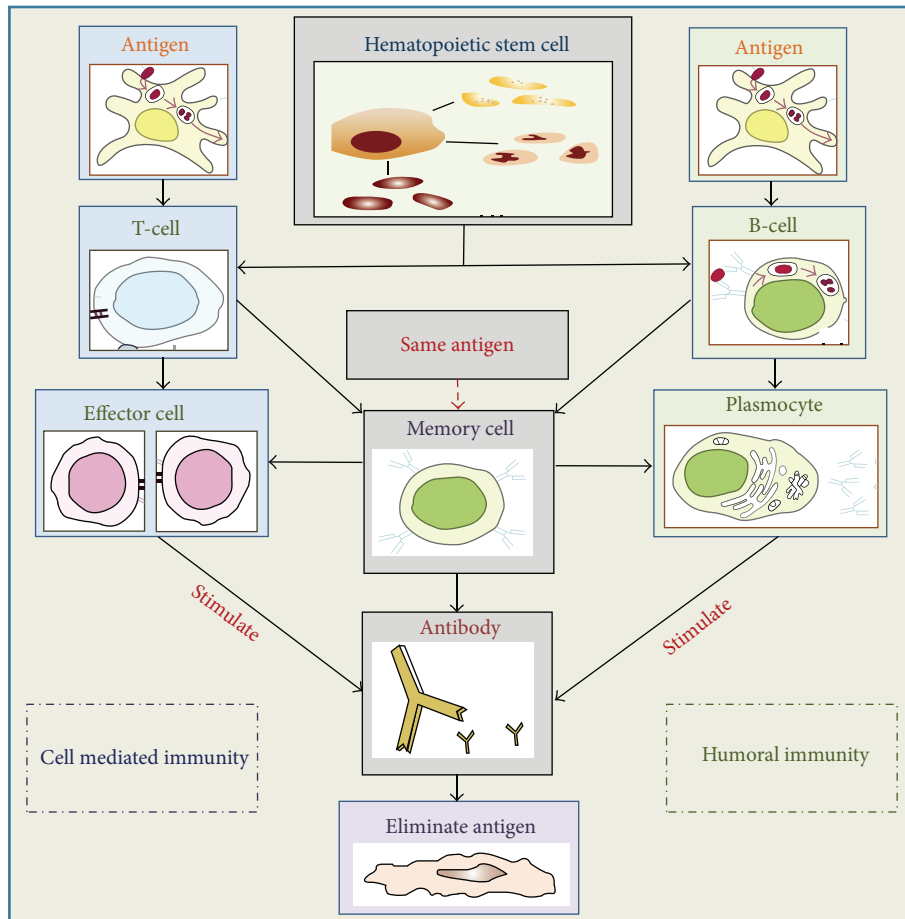 Antigen
Hematopoietic stem cell
Antigen
T-cell
B-cell
Same antigen
Effector cell
Memory cell
Plasmocyte
Stimulate
Stimulate
Antibody
Cell mediated immunity
Humoral immunity
Eliminate antigen